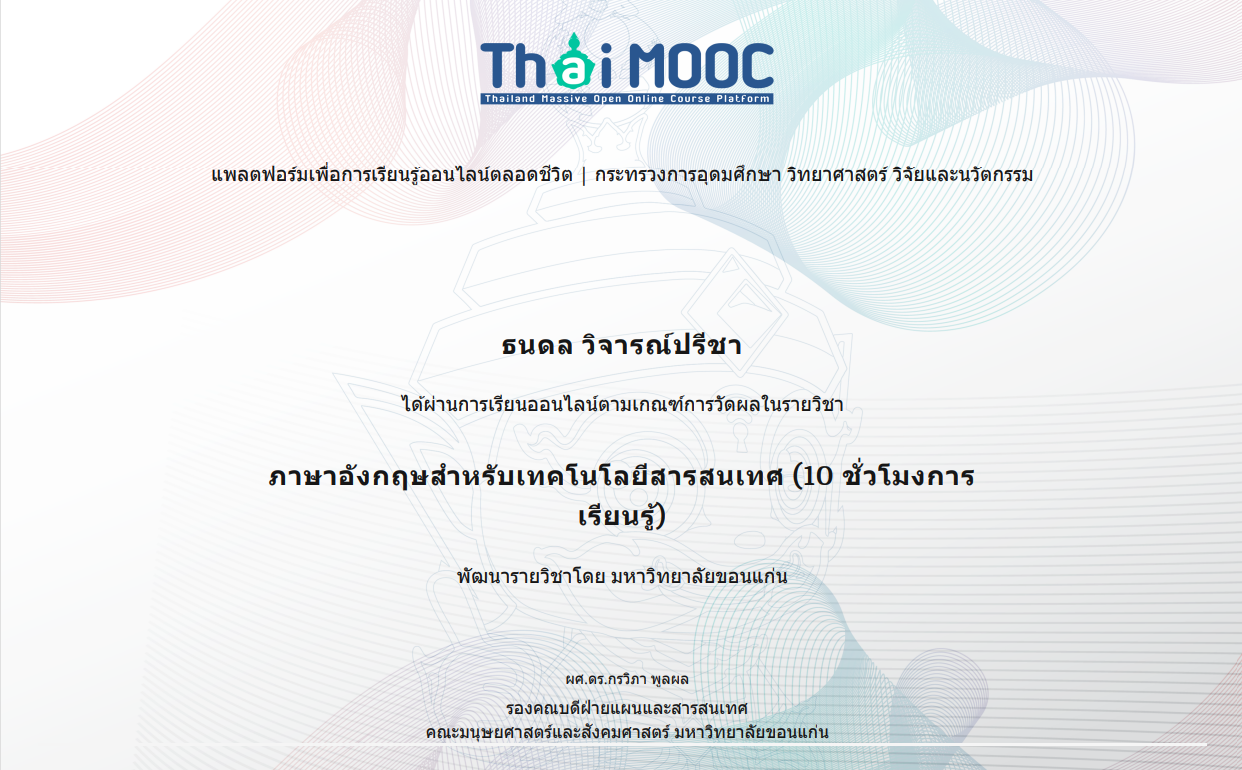 Thai MOOC
Thailand Massive Open Online Course Platform
แพลตฟอร์มเพื่อการเรียนรู้ออนไลน์ตลอดชีวิต | กระทรวงการอุดมศึกษา วิทยาศาสตร์ วิจัยและนวัตกรรม
ธนดล วิจารณ์ปรีชา
ได้ผ่านการเรียนออนไลน์ตามเกณฑ์การวัดผลในรายวิชา
ภาษาอังกฤษสำหรับเทคโนโลยีสารสนเทศ (10 ชั่วโมงการ
เรียนรู้)
พัฒนารายวิชาโดย มหาวิทยาลัยขอนแก่น
ผศ.ดร.กรวิภา พูลผล
รองคณบดีฝ่ายแผนและสารสนเทศ
คณะมนุษยศาสตร์และสังคมศาสตร์ มหาวิทยาลัยขอนแก่น